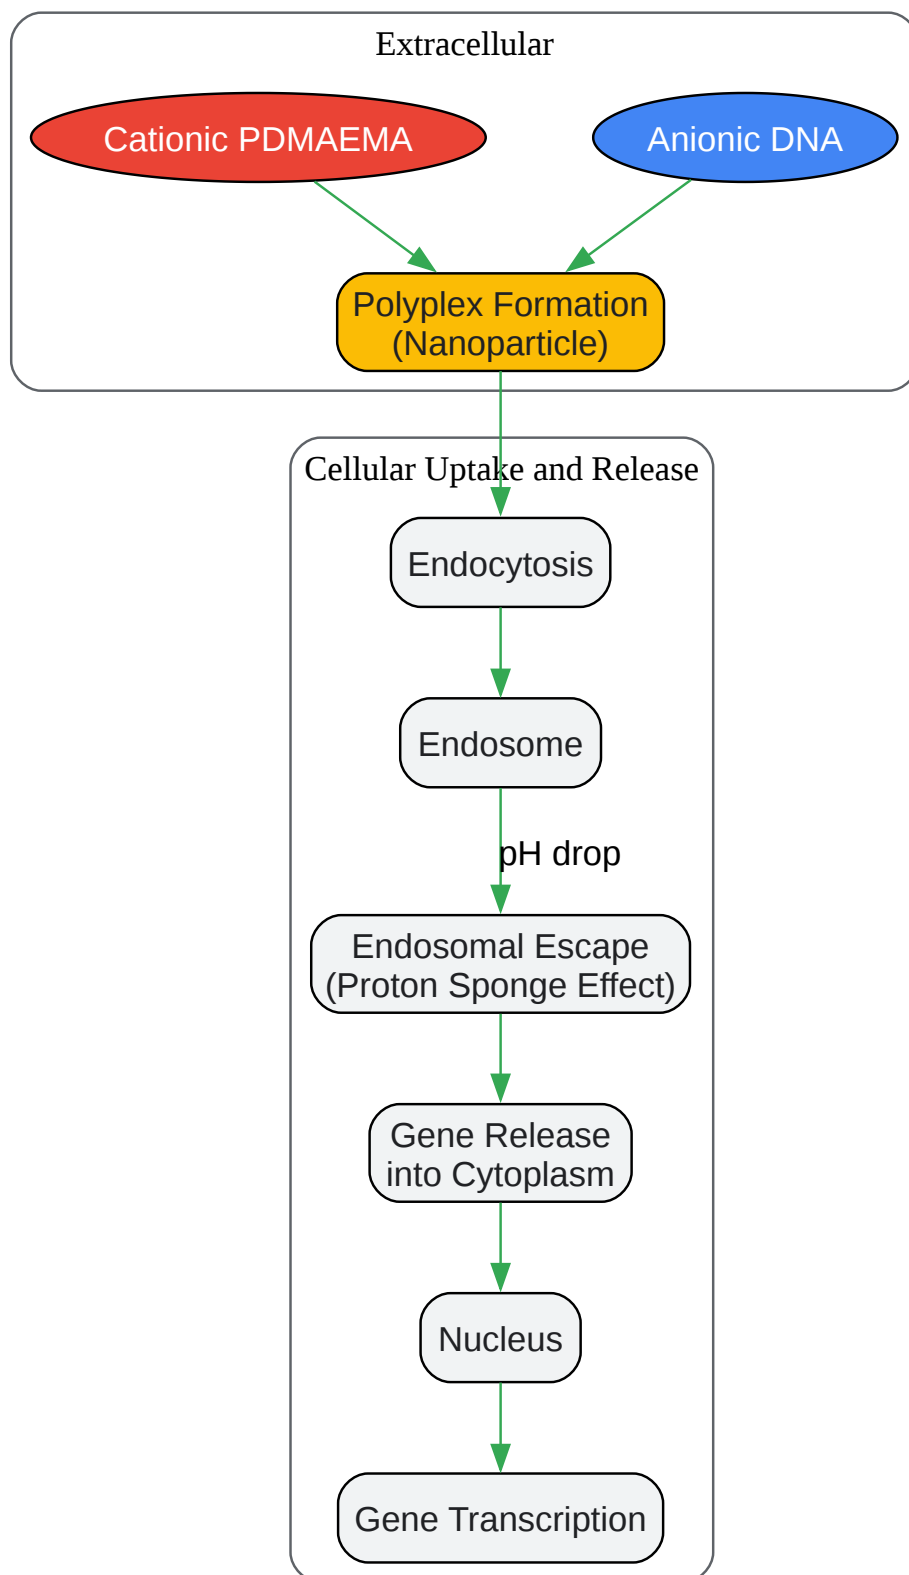 Extracellular
Cationic PDMAEMA
Anionic DNA
Polyplex Formation
(Nanoparticle)
Cellular Uptake and Release
Endocytosis
Endosome
pH drop
Endosomal Escape
(Proton Sponge Effect)
Gene Release
into Cytoplasm
Nucleus
Gene Transcription